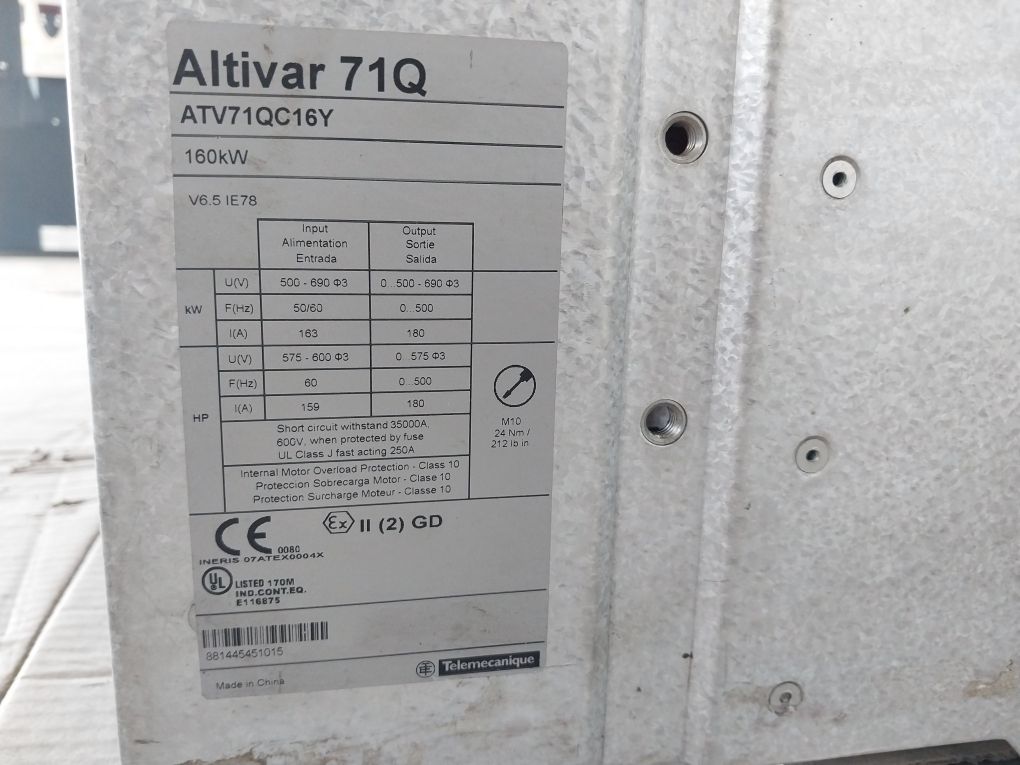 Altivar 71Q
ATV71QC16Y
160kW
V6.5 IE78
Input Output
Alimentation Sortie
Entrada Salida
kW U(V) 500 - 690 Φ3 0...500 - 690 Φ3
F(Hz) 50/60 0...500
I(A) 163 180
HP U(V) 575 - 600 Φ3 0...575 Φ3
F(Hz) 60 0...500
I(A) 159 180
Short circuit withstand 35000A,
600V, when protected by fuse
UL Class J fast acting 250A
M10
24 Nm /
212 lb in
Internal Motor Overload Protection - Class 10
Proteccion Sobrecarga Motor - Clase 10
Protection Surcharge Moteur - Classe 10
CE 0080 Ex II (2) GD
INERIS 07ATEX0004X
UL LISTED 170M
IND.CONT.EQ.
E116875
881445451015
Telemecanique
Made in China